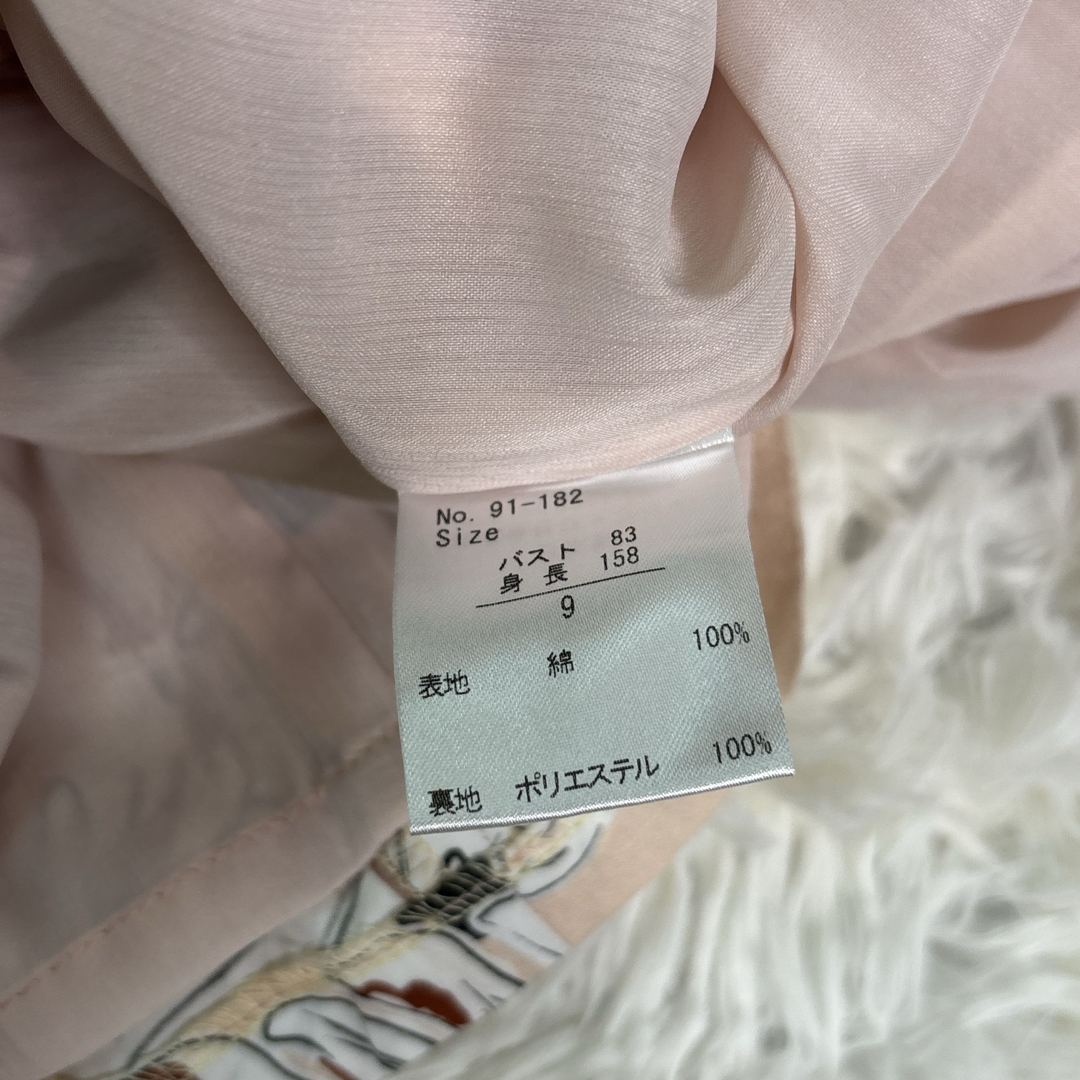 No. 91-182
Size
バスト 83
身長 158
9
表地 綿 100%
裏地 ポリエステル 100%